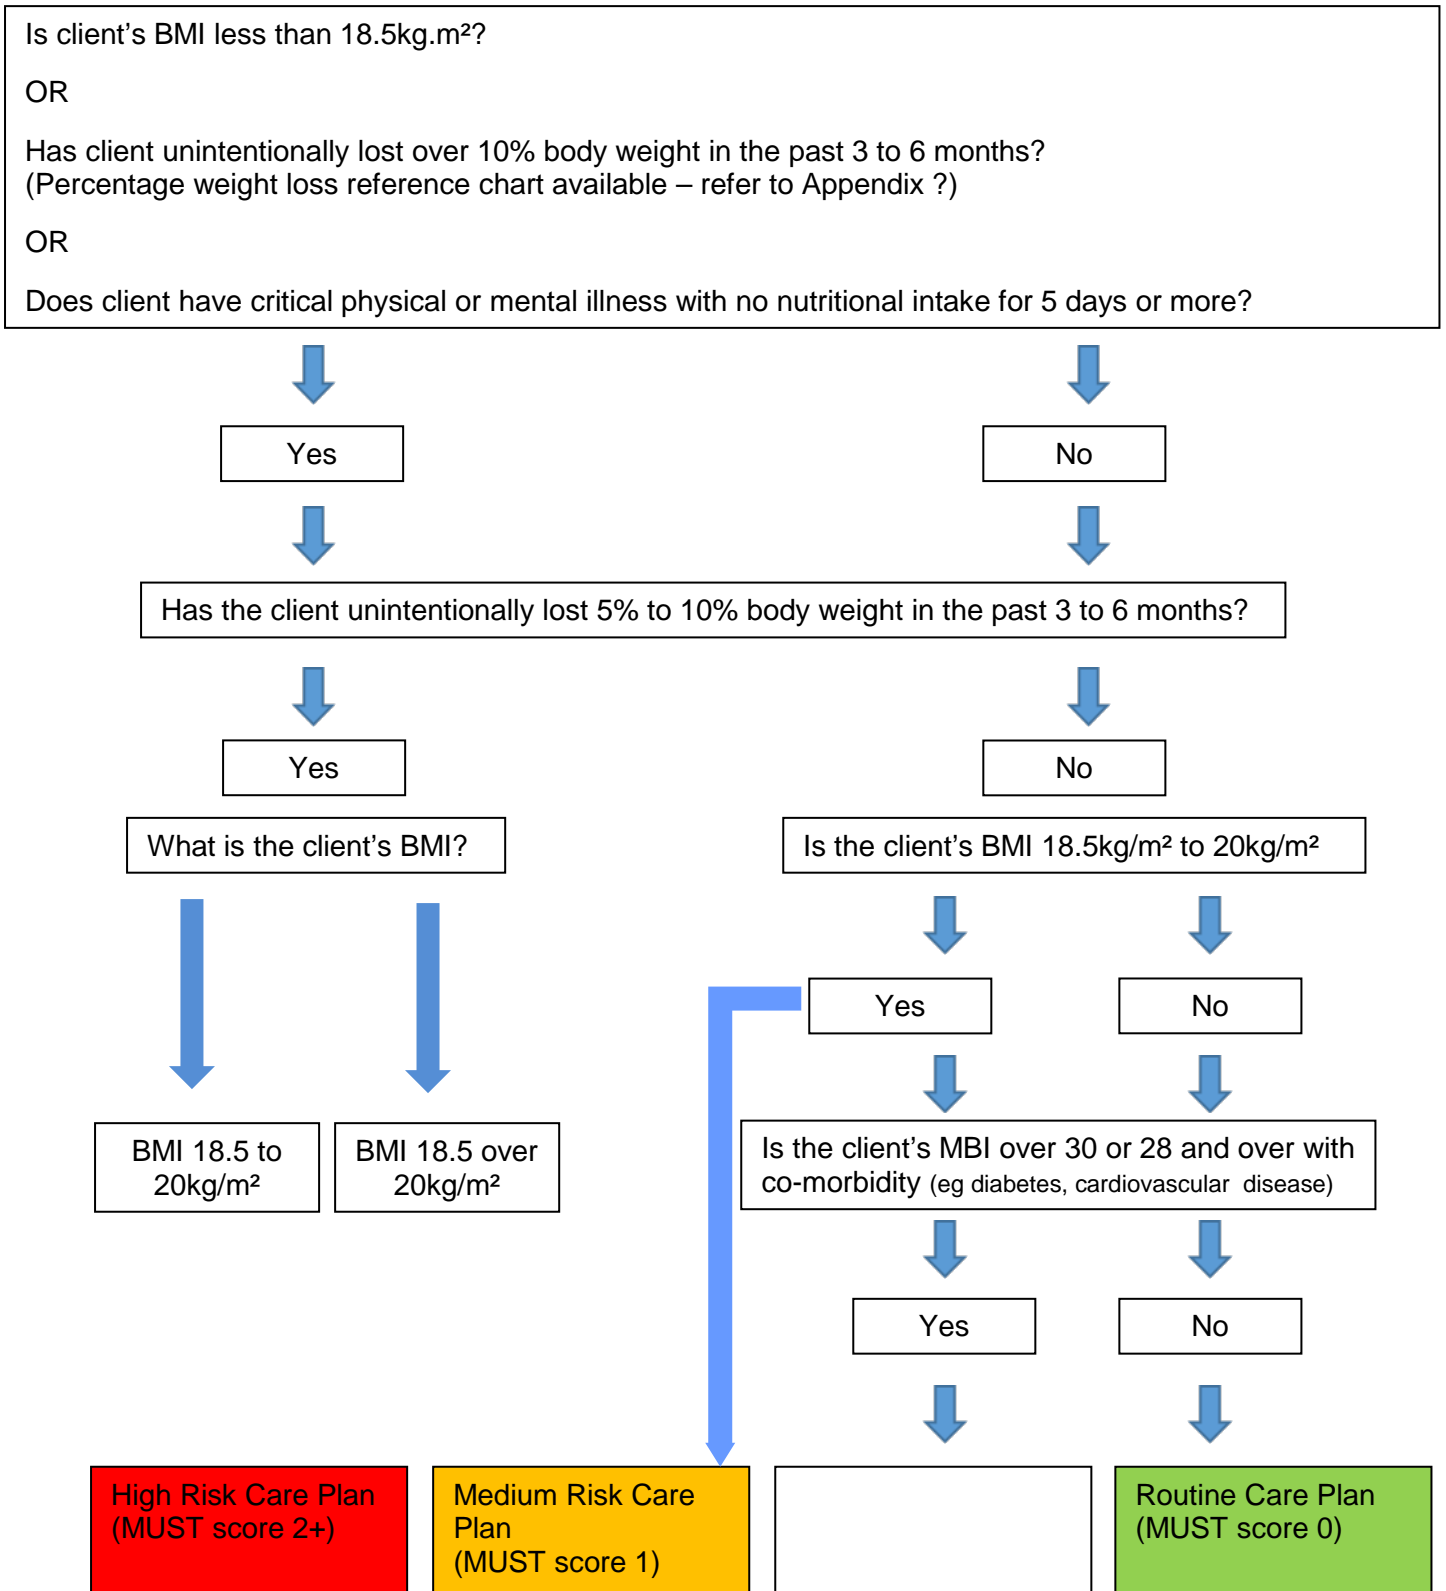 Is client's BMI less than 18.5kg.m²?
OR
Has client unintentionally lost over 10% body weight in the past 3 to 6 months?
(Percentage weight loss reference chart available – refer to Appendix ?)
OR
Does client have critical physical or mental illness with no nutritional intake for 5 days or more?
Yes
No
Has the client unintentionally lost 5% to 10% body weight in the past 3 to 6 months?
Yes
No
What is the client's BMI?
Is the client's BMI 18.5kg/m² to 20kg/m²
Yes
No
BMI 18.5 to
20kg/m²
BMI 18.5 over
20kg/m²
Is the client's MBI over 30 or 28 and over with
co-morbidity (eg diabetes, cardiovascular disease)
Yes
No
High Risk Care Plan
(MUST score 2+)
Medium Risk Care
Plan
(MUST score 1)
Routine Care Plan
(MUST score 0)